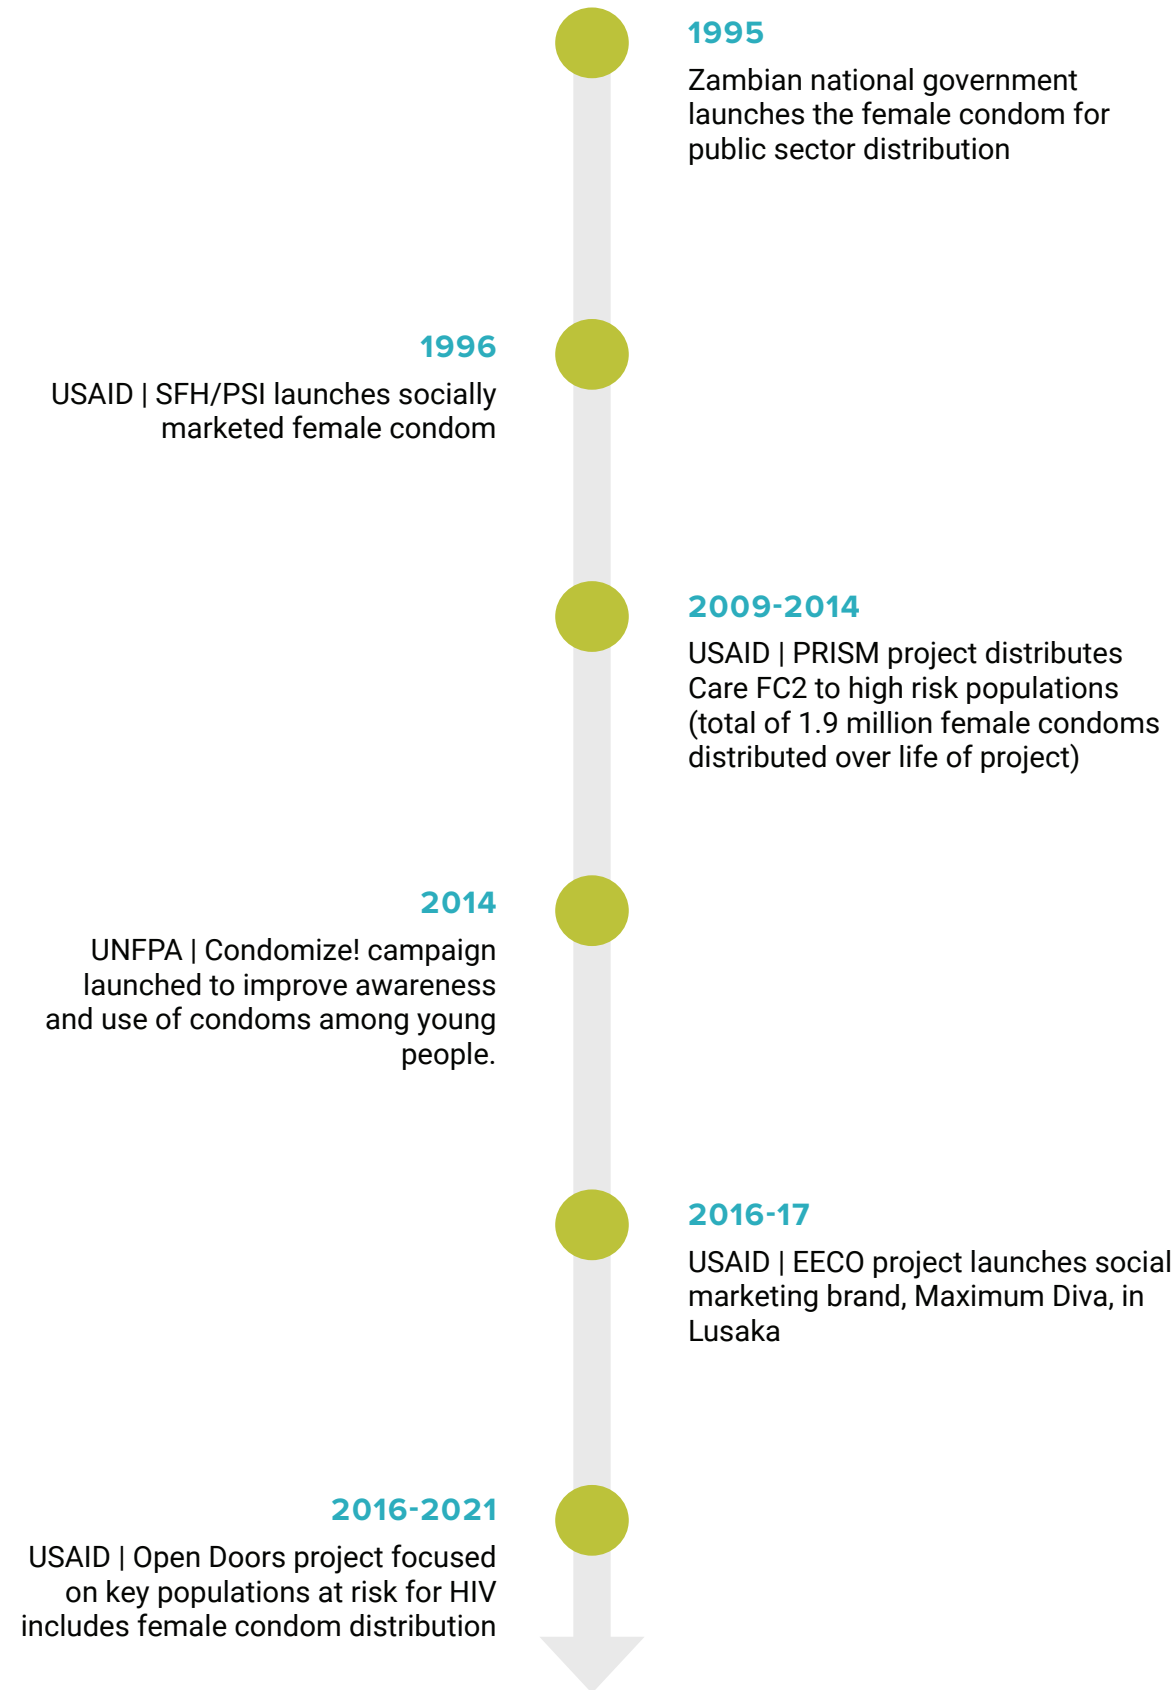 1995
Zambian national government
launches the female condom for
public sector distribution
1996
USAID | SFH/PSI launches socially
marketed female condom
2009-2014
USAID | PRISM project distributes
Care FC2 to high risk populations
(total of 1.9 million female condoms
distributed over life of project)
2014
UNFPA | Condomize! campaign
launched to improve awareness
and use of condoms among young
people.
2016-17
USAID | EECO project launches social
marketing brand, Maximum Diva, in
Lusaka
2016-2021
USAID | Open Doors project focused
on key populations at risk for HIV
includes female condom distribution